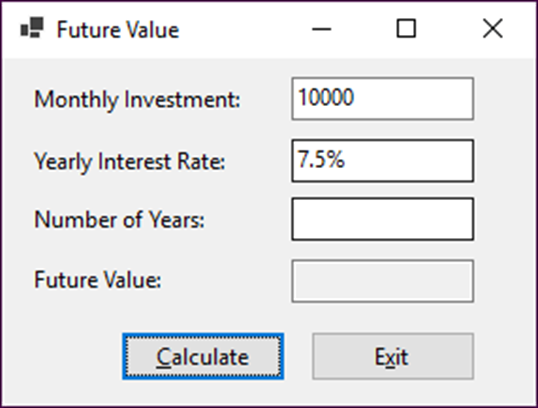 Future Value
Monthly Investment: 10000
Yearly Interest Rate: 7.5%
Number of Years:
Future Value:
Calculate Exit